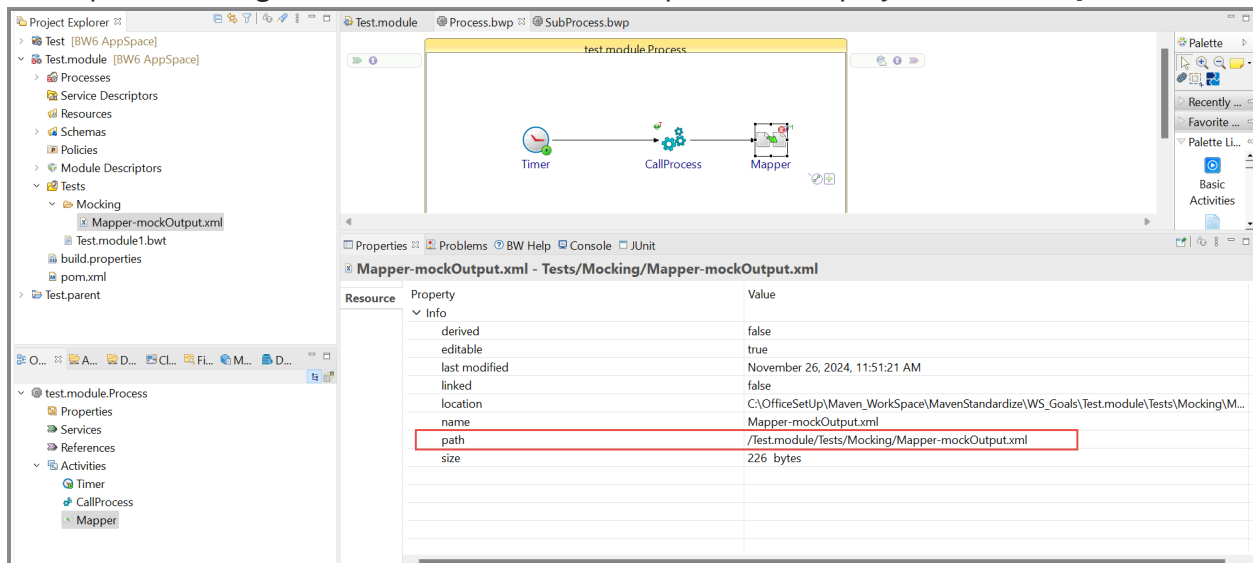 Project Explorer
Test [BW6 AppSpace]
Test.module [BW6 AppSpace]
Processes
Service Descriptors
Resources
Schemas
Policies
Module Descriptors
Tests
Mocking
Mapper-mockOutput.xml
Test.module1.bwt
build.properties
pom.xml
Test.parent
O... A... D... Cl... Fi... M... D...
test.module.Process
Properties
Services
References
Activities
Timer
CallProcess
Mapper
Test.module Process.bwp SubProcess.bwp
test.module.Process
Timer CallProcess Mapper
Palette
Recently ...
Favorite ...
Palette Li...
Basic
Activities
Properties Problems BW Help Console JUnit
Mapper-mockOutput.xml - Tests/Mocking/Mapper-mockOutput.xml
Resource
Property Value
Info
derived false
editable true
last modified November 26, 2024, 11:51:21 AM
linked false
location C:\OfficeSetUp\Maven_WorkSpace\MavenStandardize\WS_Goals\Test.module\Tests\Mocking\M...
name Mapper-mockOutput.xml
path /Test.module/Tests/Mocking/Mapper-mockOutput.xml
size 226 bytes